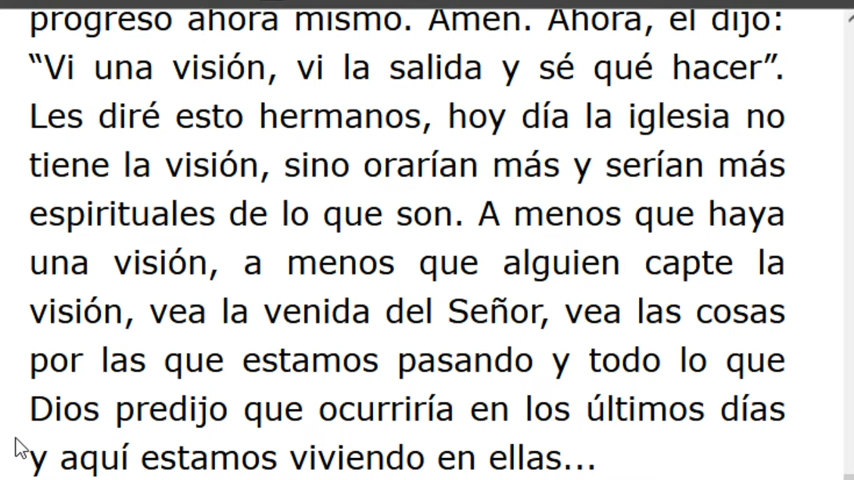 progreso ahora mismo. Amén. Ahora, él dijo:
“Vi una visión, vi la salida y sé qué hacer”.
Les diré esto hermanos, hoy día la iglesia no
tiene la visión, sino orarían más y serían más
espirituales de lo que son. A menos que haya
una visión, a menos que alguien capte la
visión, vea la venida del Señor, vea las cosas
por las que estamos pasando y todo lo que
Dios predijo que ocurriría en los últimos días
y aquí estamos viviendo en ellas...